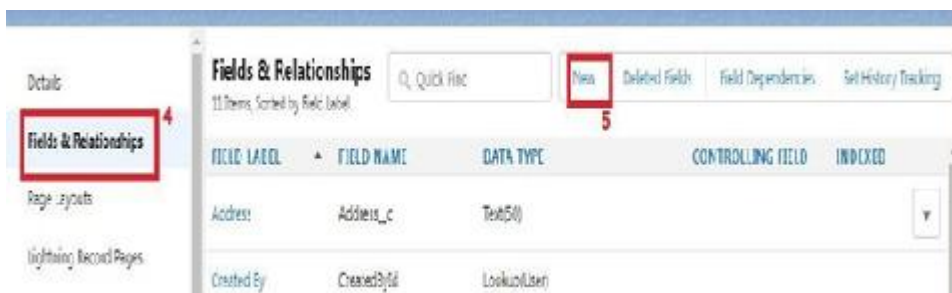 Details
Fields & Relationships
4
Page Layouts
Lightning Record Pages
Fields & Relationships
11 Items, Sorted by Field Label
Quick Find
New
Deleted Fields
Field Dependencies
Set History Tracking
5
FIELD LABEL FIELD NAME DATA TYPE CONTROLLING FIELD INDEXED
Address Address_c Text(50)
Created By CreatedById Lookup(User)